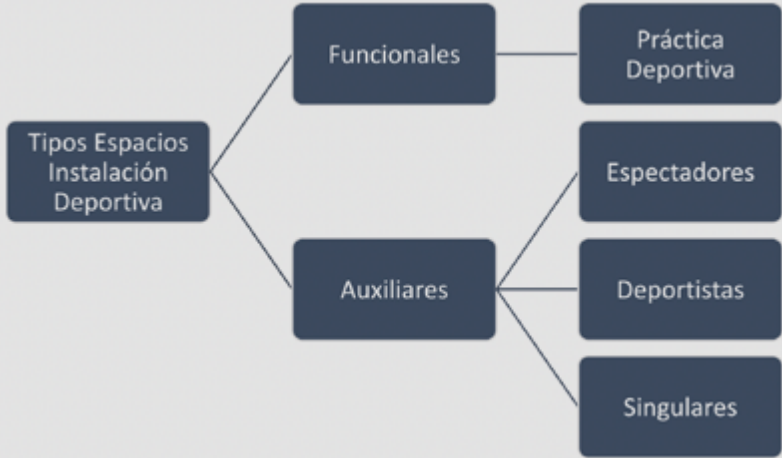 Funcionales
Práctica
Deportiva
Tipos Espacios
Instalación
Deportiva
Espectadores
Auxiliares
Deportistas
Singulares